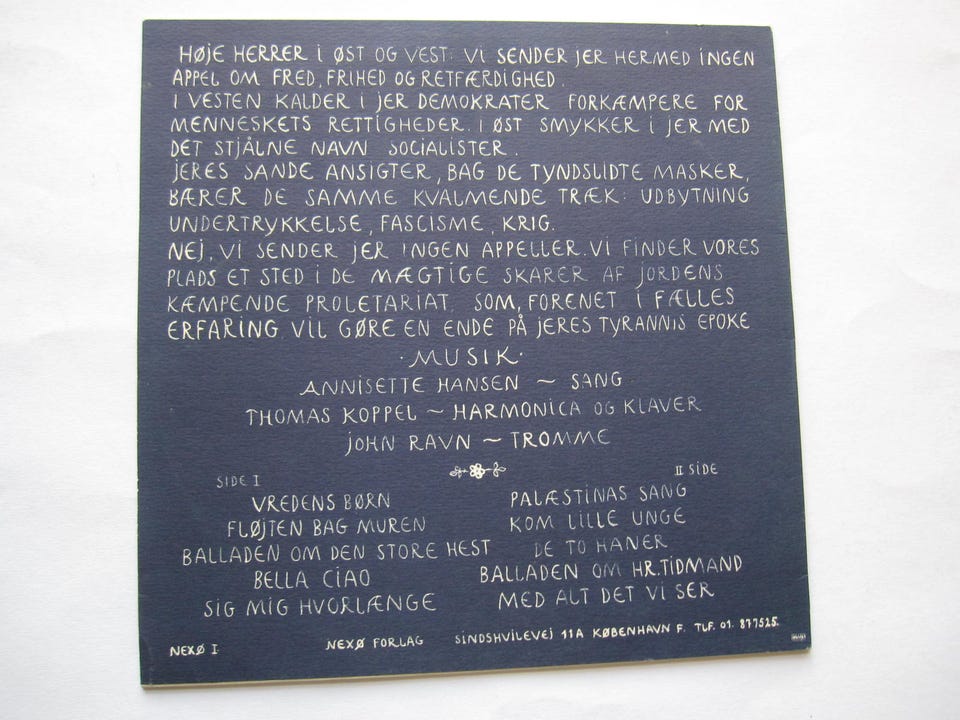 HØJE HERRER I ØST OG VEST: VI SENDER JER HERMED INGEN
APPEL OM FRED, FRIHED OG RETFÆRDIGHED.
I VESTEN KALDER I JER DEMOKRATER FORKÆMPERE FOR
MENNESKETS RETTIGHEDER. I ØST SMYKKER I JER MED
DET STJÅLNE NAVN SOCIALISTER.
JERES SANDE ANSIGTER, BAG DE TYNDSLIDTE MASKER,
BÆRER DE SAMME KVALMENDE TRÆK: UDBYTNING
UNDERTRYKKELSE, FASCISME, KRIG.
NEJ, VI SENDER JER INGEN APPELLER. VI FINDER VORES
PLADS ET STED I DE MÆGTIGE SKARER AF JORDENS
KÆMPENDE PROLETARIAT, SOM, FORENET I FÆLLES
ERFARING, VIL GØRE EN ENDE PÅ JERES TYRANNIS EPOKE
·MUSIK·
ANNISETTE HANSEN ~ SANG
THOMAS KOPPEL ~ HARMONICA OG KLAVER
JOHN RAVN ~ TROMME
SIDE I
VREDENS BØRN
FLØJTEN BAG MUREN
BALLADEN OM DEN STORE HEST
BELLA CIAO
SIG MIG HVORLÆNGE
II SIDE
PALÆSTINAS SANG
KOM LILLE UNGE
DE TO HANER
BALLADEN OM HR. TIDMAND
MED ALT DET VI SER
NEXØ I NEXØ FORLAG SINDSHVILEVEJ 11A KØBENHAVN F. TLF. 01. 877525.